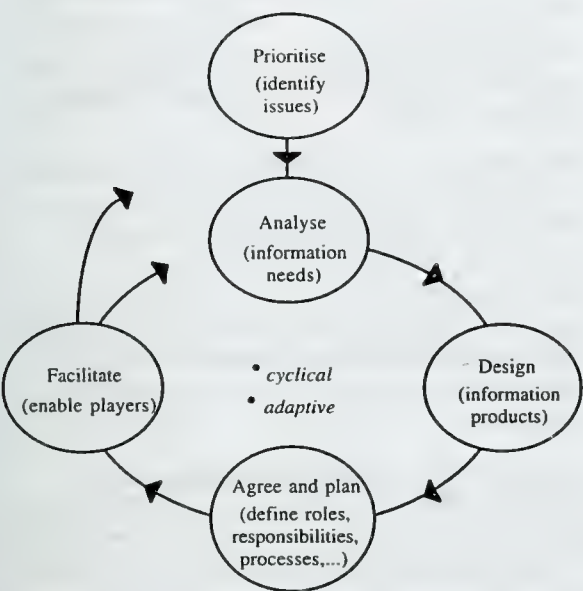 Prioritise
(identify
issues)
Analyse
(information
needs)
Design
(information
products)
Agree and plan
(define roles,
responsibilities,
processes,...)
Facilitate
(enable players)
• cyclical
• adaptive